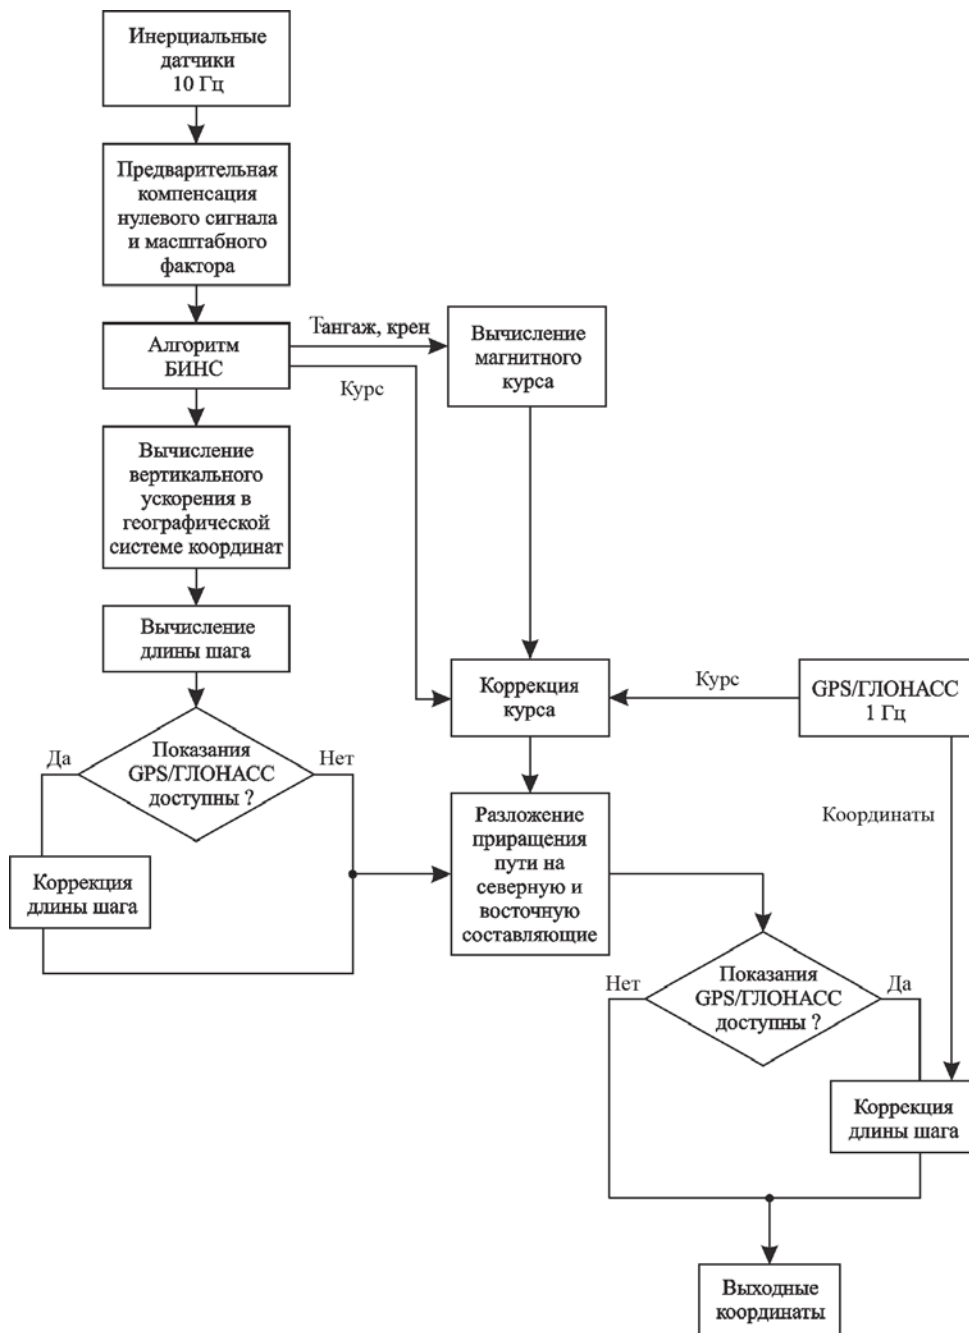 Инерциальные
датчики
10 Гц
Предварительная
компенсация
нулевого сигнала
и масштабного
фактора
Алгоритм
БИНС
Тангаж, крен
Курс
Вычисление
магнитного
курса
Вычисление
вертикального
ускорения в
географической
системе координат
Вычисление
длины шага
Коррекция
курса
Курс
GPS/ГЛОНАСС
1 Гц
Да
Показания
GPS/ГЛОНАСС
доступны ?
Нет
Коррекция
длины шага
Разложение
приращения
пути на
северную и
восточную
составляющие
Координаты
Нет
Показания
GPS/ГЛОНАСС
доступны ?
Да
Коррекция
длины шага
Выходные
координаты